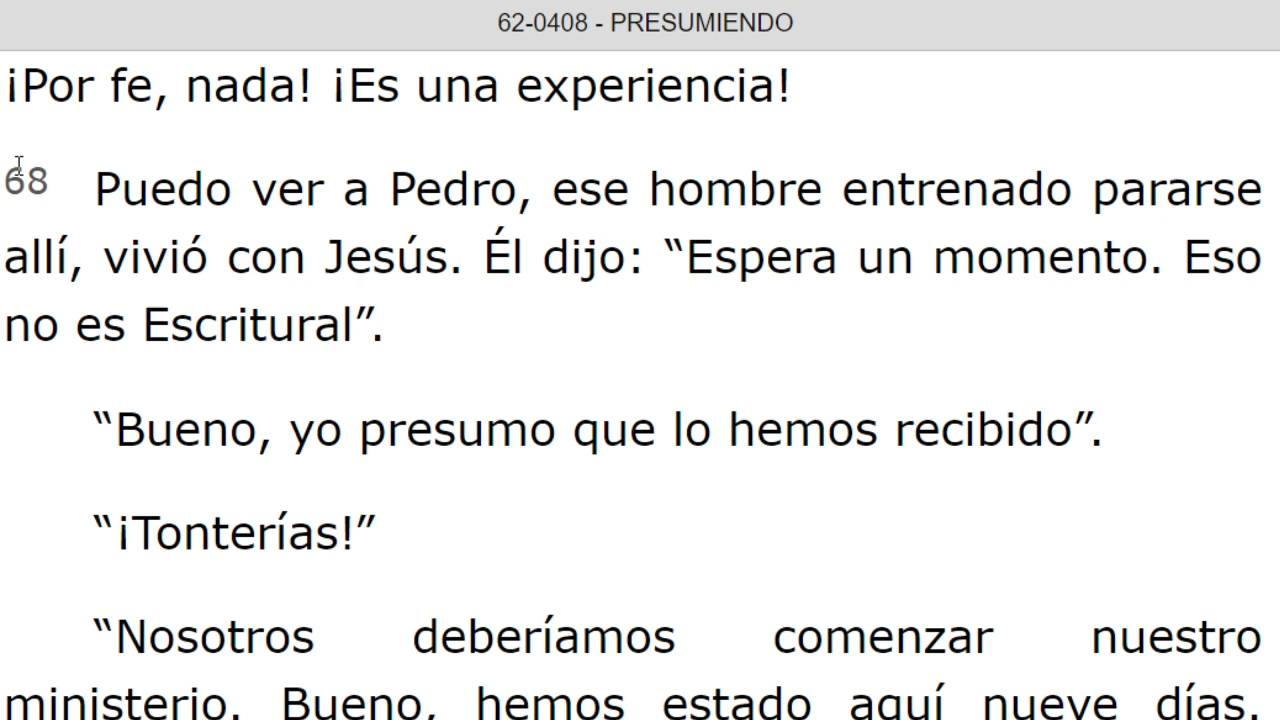 62-0408 - PRESUMIENDO
¡Por fe, nada! ¡Es una experiencia!
68 Puedo ver a Pedro, ese hombre entrenado pararse
allí, vivió con Jesús. Él dijo: “Espera un momento. Eso
no es Escritural”.
“Bueno, yo presumo que lo hemos recibido”.
“¡Tonterías!”
“Nosotros deberíamos comenzar nuestro
ministerio. Bueno, hemos estado aquí nueve días.